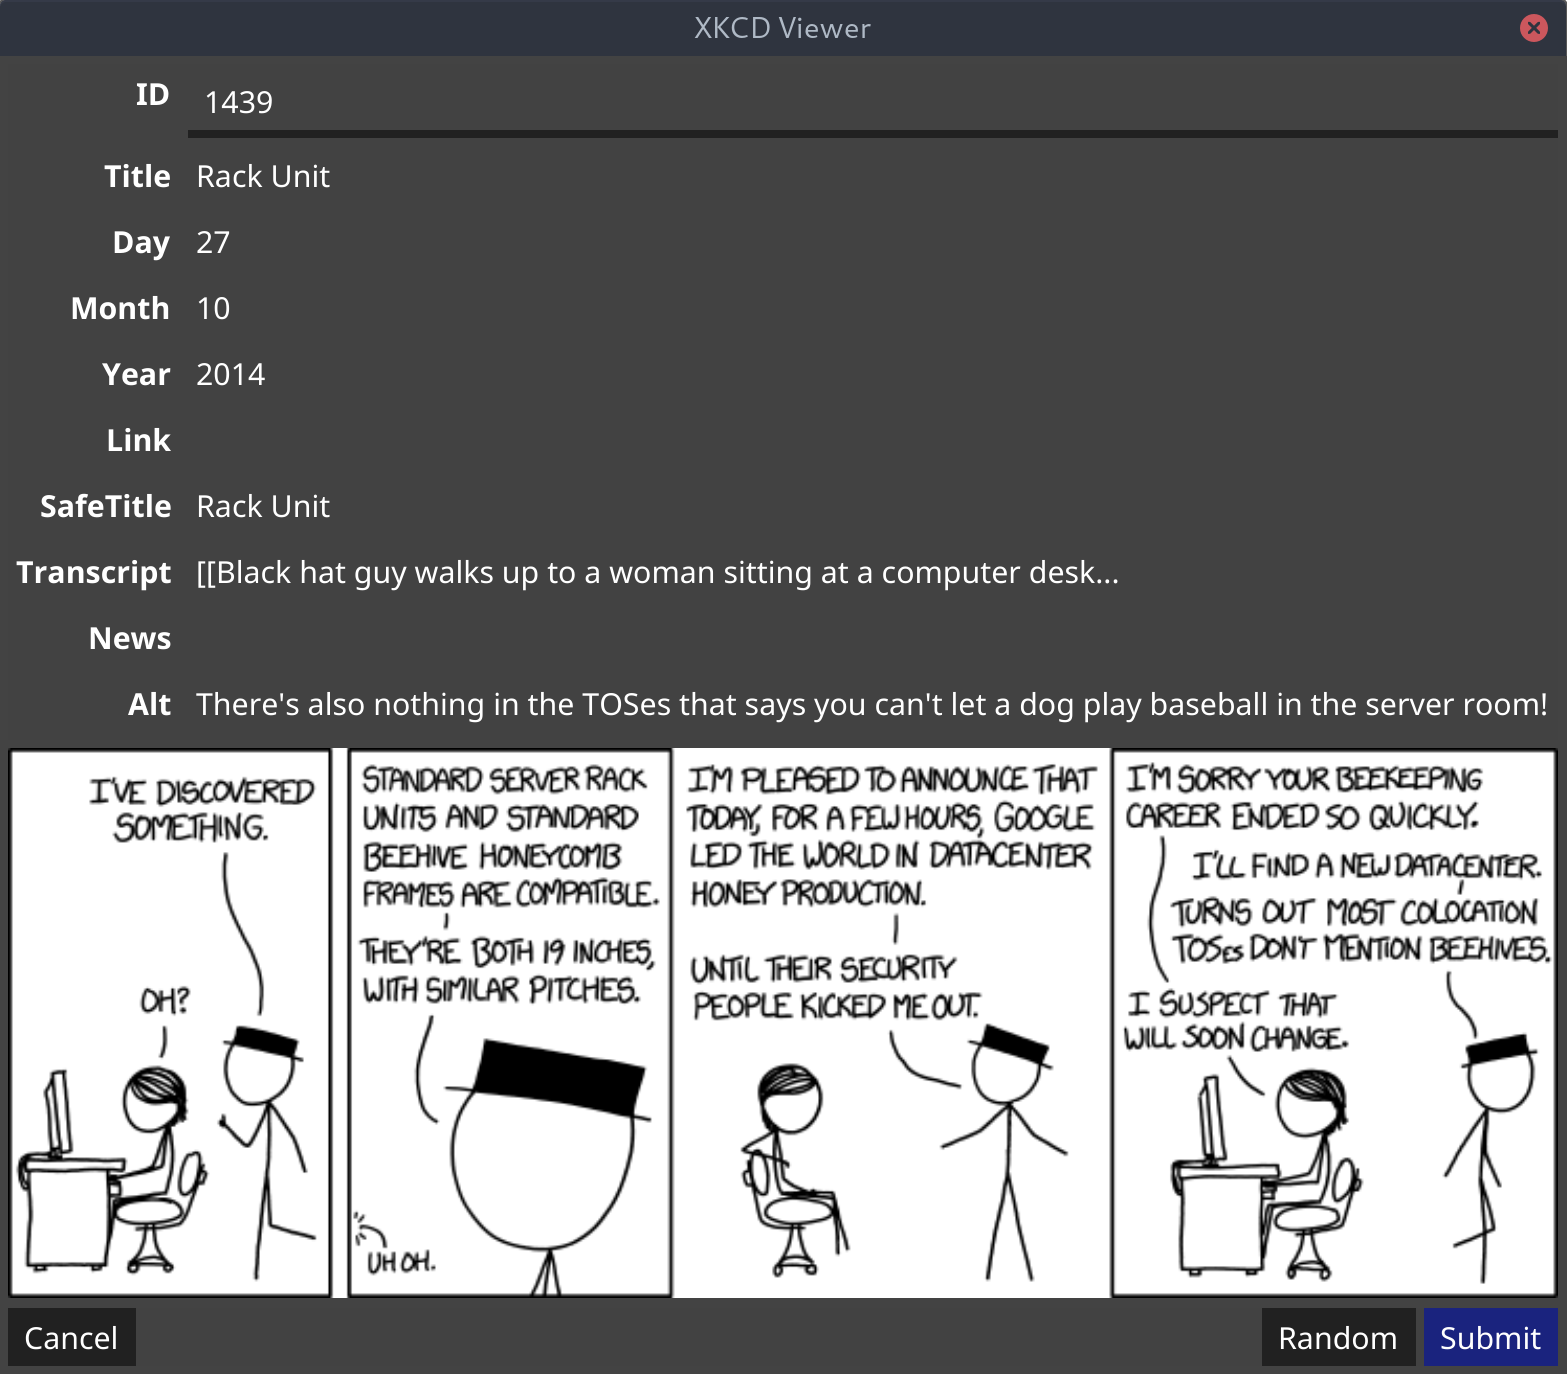 XKCD Viewer
ID 1439
Title Rack Unit
Day 27
Month 10
Year 2014
Link
SafeTitle Rack Unit
Transcript [[Black hat guy walks up to a woman sitting at a computer desk...
News
Alt There's also nothing in the TOSes that says you can't let a dog play baseball in the server room!
I'VE DISCOVERED
SOMETHING.
OH?
STANDARD SERVER RACK
UNITS AND STANDARD
BEEHIVE HONEYCOMB
FRAMES ARE COMPATIBLE.
THEY'RE BOTH 19 INCHES,
WITH SIMILAR PITCHES.
UH OH.
I'M PLEASED TO ANNOUNCE THAT
TODAY, FOR A FEW HOURS, GOOGLE
LED THE WORLD IN DATACENTER
HONEY PRODUCTION.
UNTIL THEIR SECURITY
PEOPLE KICKED ME OUT.
I'M SORRY YOUR BEEKEEPING
CAREER ENDED SO QUICKLY.
I'LL FIND A NEW DATACENTER.
TURNS OUT MOST COLOCATION
TOSes DON'T MENTION BEEHIVES.
I SUSPECT THAT
WILL SOON CHANGE.
Cancel
Random
Submit